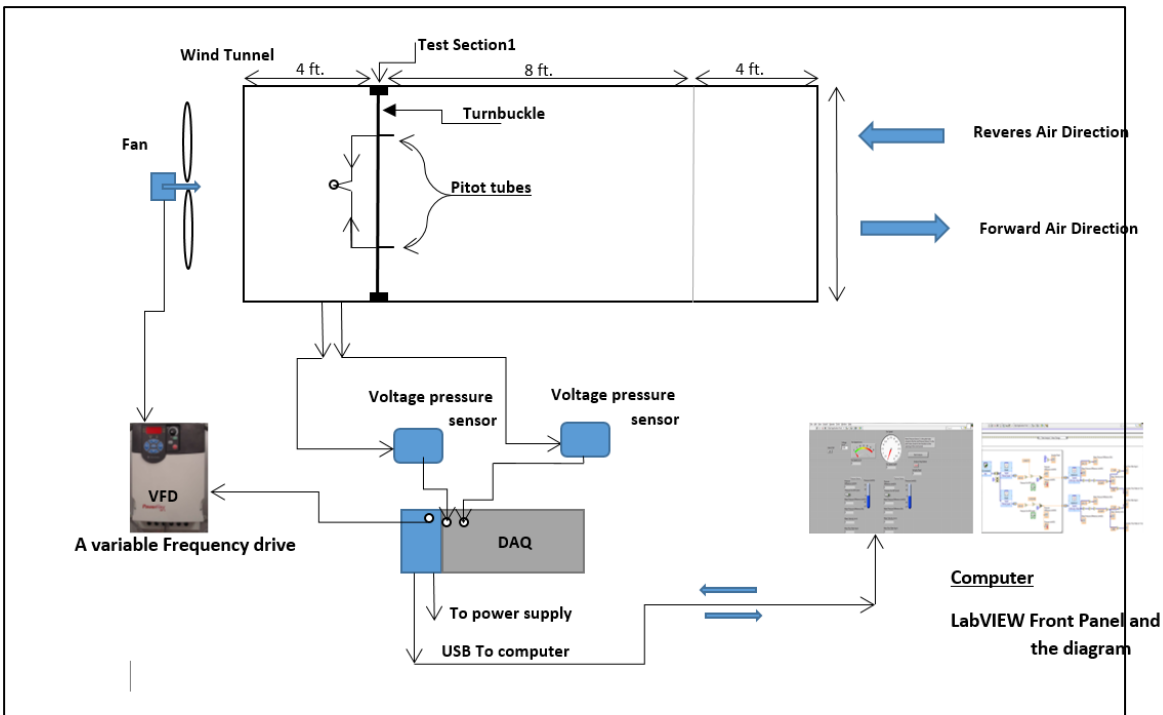 Wind Tunnel
Test Section1
4 ft.
8 ft.
4 ft.
Turnbuckle
Fan
Reveres Air Direction
Pitot tubes
Forward Air Direction
Voltage pressure
sensor
Voltage pressure
sensor
VFD
DAQ
A variable Frequency drive
To power supply
USB To computer
Computer
LabVIEW Front Panel and
the diagram